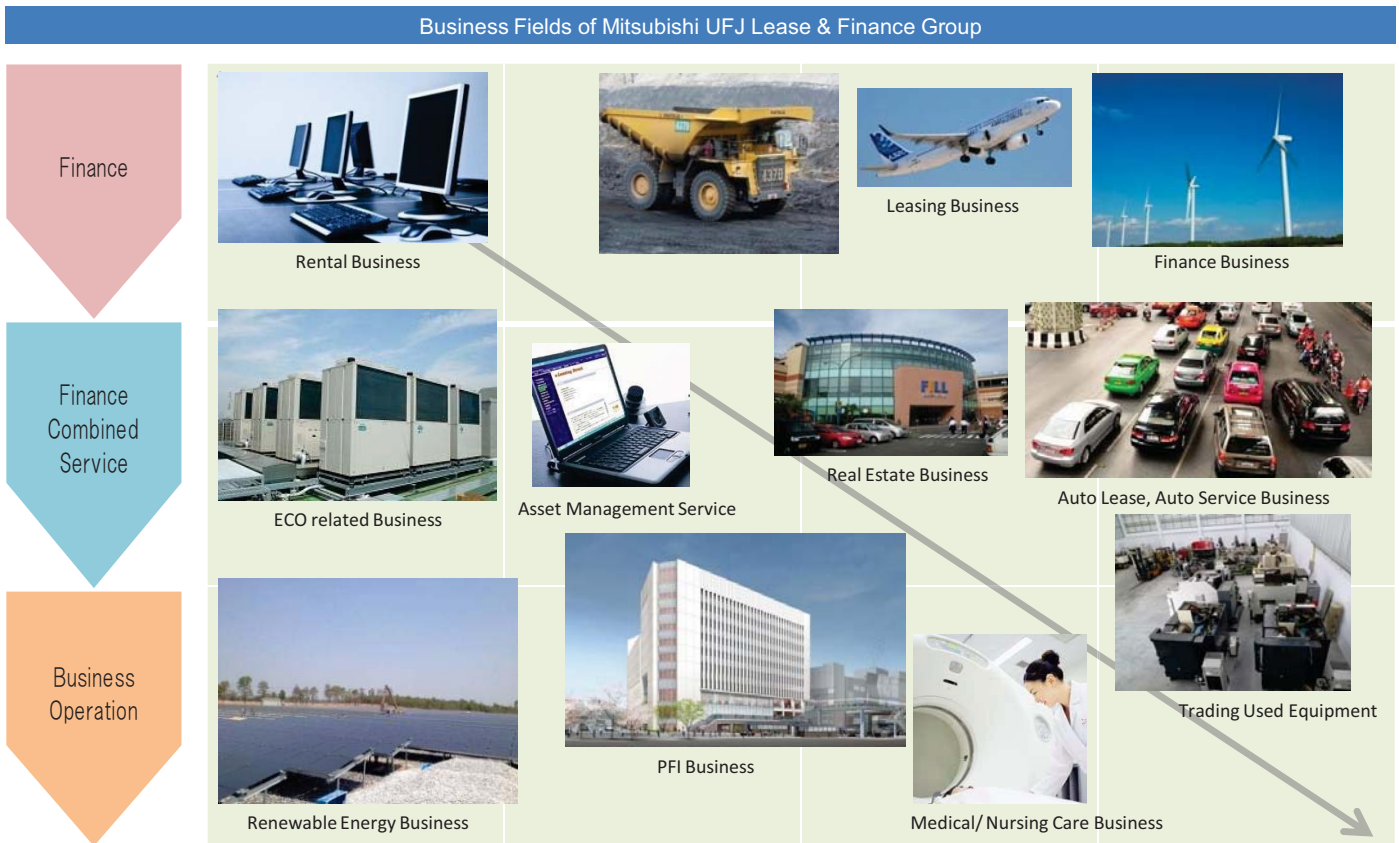 Business Fields of Mitsubishi UFJ Lease & Finance Group
Finance
Rental Business
Leasing Business
Finance Business
Finance
Combined
Service
ECO related Business
Asset Management Service
Real Estate Business
Auto Lease, Auto Service Business
Business
Operation
Renewable Energy Business
PFI Business
Medical/ Nursing Care Business
Trading Used Equipment